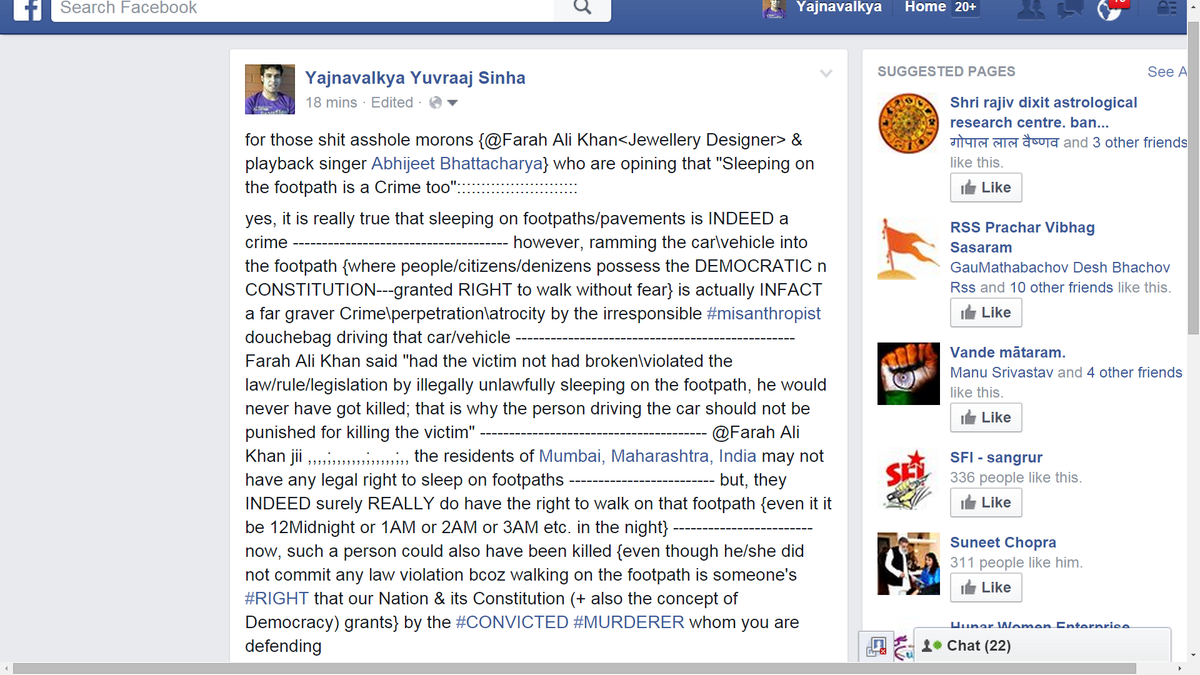 Search Facebook
Yajnavalkya
Home 20+
Yajnavalkya Yuvraaj Sinha
18 mins · Edited ·
for those shit asshole morons {@Farah Ali Khan<Jewellery Designer> &
playback singer Abhijeet Bhattacharya} who are opining that "Sleeping on
the footpath is a Crime too"::::::::::::::::::::::::::
yes, it is really true that sleeping on footpaths/pavements is INDEED a
crime ------------------------------------- however, ramming the car\vehicle into
the footpath {where people/citizens/denizens possess the DEMOCRATIC n
CONSTITUTION---granted RIGHT to walk without fear} is actually INFACT
a far graver Crime\perpetration\atrocity by the irresponsible #misanthropist
douchebag driving that car/vehicle ------------------------------------------------
Farah Ali Khan said "had the victim not had broken\violated the
law/rule/legislation by illegally unlawfully sleeping on the footpath, he would
never have got killed; that is why the person driving the car should not be
punished for killing the victim" --------------------------------------- @Farah Ali
Khan jii ,,,,;,,,,,,,;,,,,,;,, the residents of Mumbai, Maharashtra, India may not
have any legal right to sleep on footpaths ------------------------- but, they
INDEED surely REALLY do have the right to walk on that footpath {even it it
be 12Midnight or 1AM or 2AM or 3AM etc. in the night} ------------------------
now, such a person could also have been killed {even though he/she did
not commit any law violation bcoz walking on the footpath is someone's
#RIGHT that our Nation & its Constitution (+ also the concept of
Democracy) grants} by the #CONVICTED #MURDERER whom you are
defending
SUGGESTED PAGES
See A
Shri rajiv dixit astrological
research centre. ban...
गोपाल लाल वैष्णव and 3 other friends
like this.
Like
RSS Prachar Vibhag
Sasaram
GauMathabachov Desh Bhachov
Rss and 10 other friends like this.
Like
Vande mātaram.
Manu Srivastav and 4 other friends
like this.
Like
SFI
SFI - sangrur
336 people like this.
Like
Suneet Chopra
311 people like him.
Like
Hunar Women Enterprise
Chat (22)